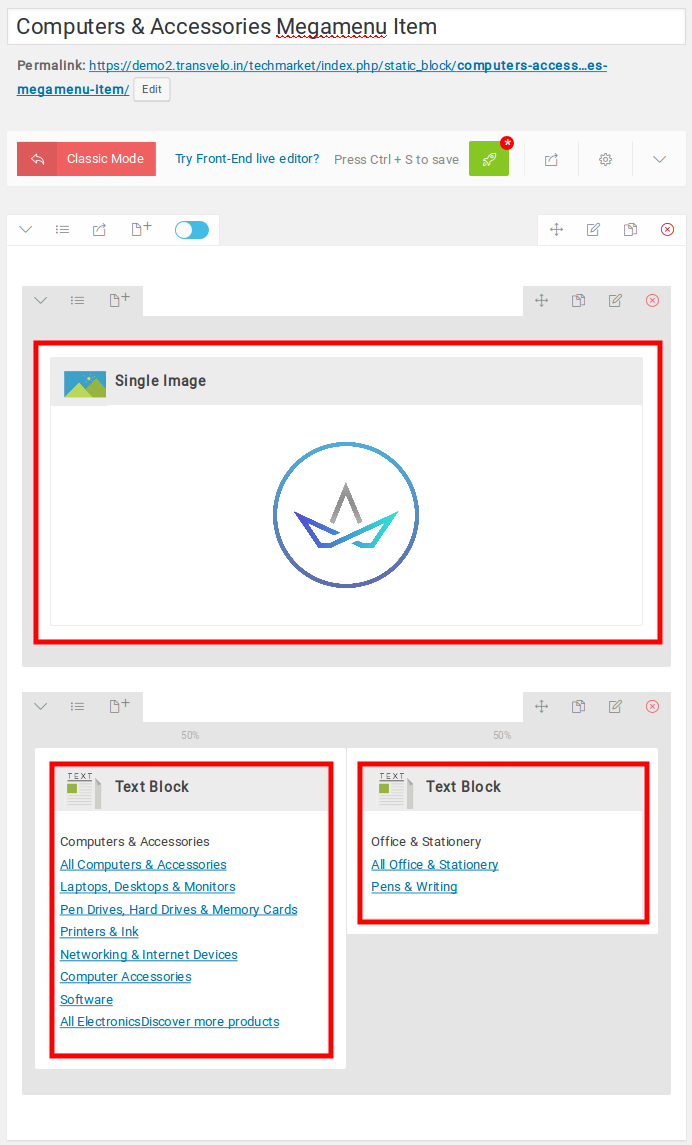 Computers & Accessories Megamenu Item
Permalink: https://demo2.transvelo.in/techmarket/index.php/static_block/computers-access…es-
megamenu-item/ Edit
Classic Mode Try Front-End live editor? Press Ctrl + S to save *
Single Image
50% 50%
TEXT Text Block
Computers & Accessories
All Computers & Accessories
Laptops, Desktops & Monitors
Pen Drives, Hard Drives & Memory Cards
Printers & Ink
Networking & Internet Devices
Computer Accessories
Software
All ElectronicsDiscover more products
TEXT Text Block
Office & Stationery
All Office & Stationery
Pens & Writing